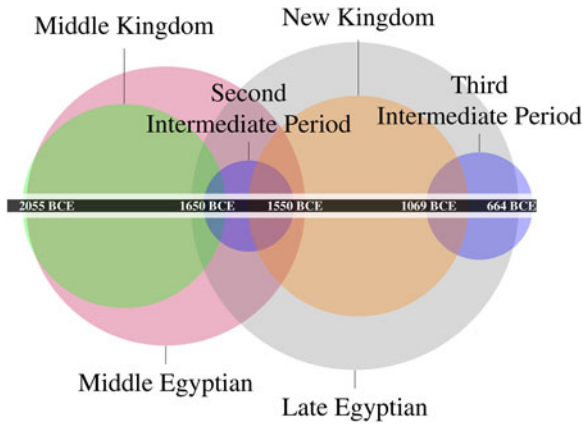 Middle Kingdom
New Kingdom
Second
Intermediate Period
Third
Intermediate Period
2055 BCE
1650 BCE
1550 BCE
1069 BCE
664 BCE
Middle Egyptian
Late Egyptian